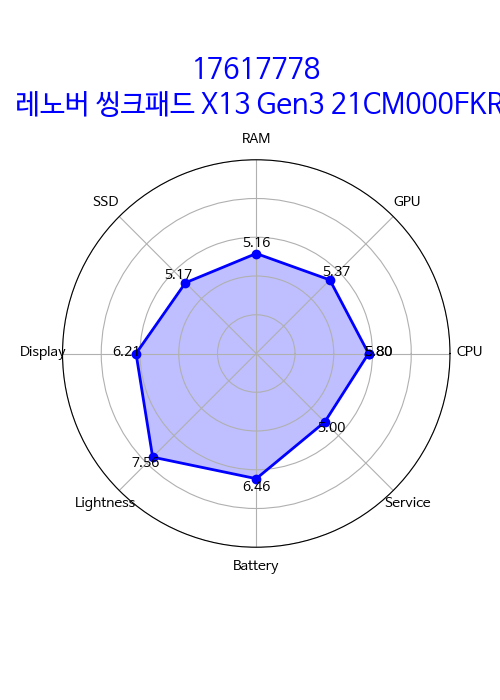 17617778
레노버 씽크패드 X13 Gen3 21CM000FKR
RAM
SSD
GPU
5.16
5.17
5.37
Display
6.21
5.80
CPU
5.00
7.56
6.46
Lightness
Service
Battery